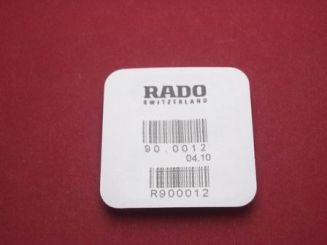 RADO
SWITZERLAND
90.0012
04.10
R900012